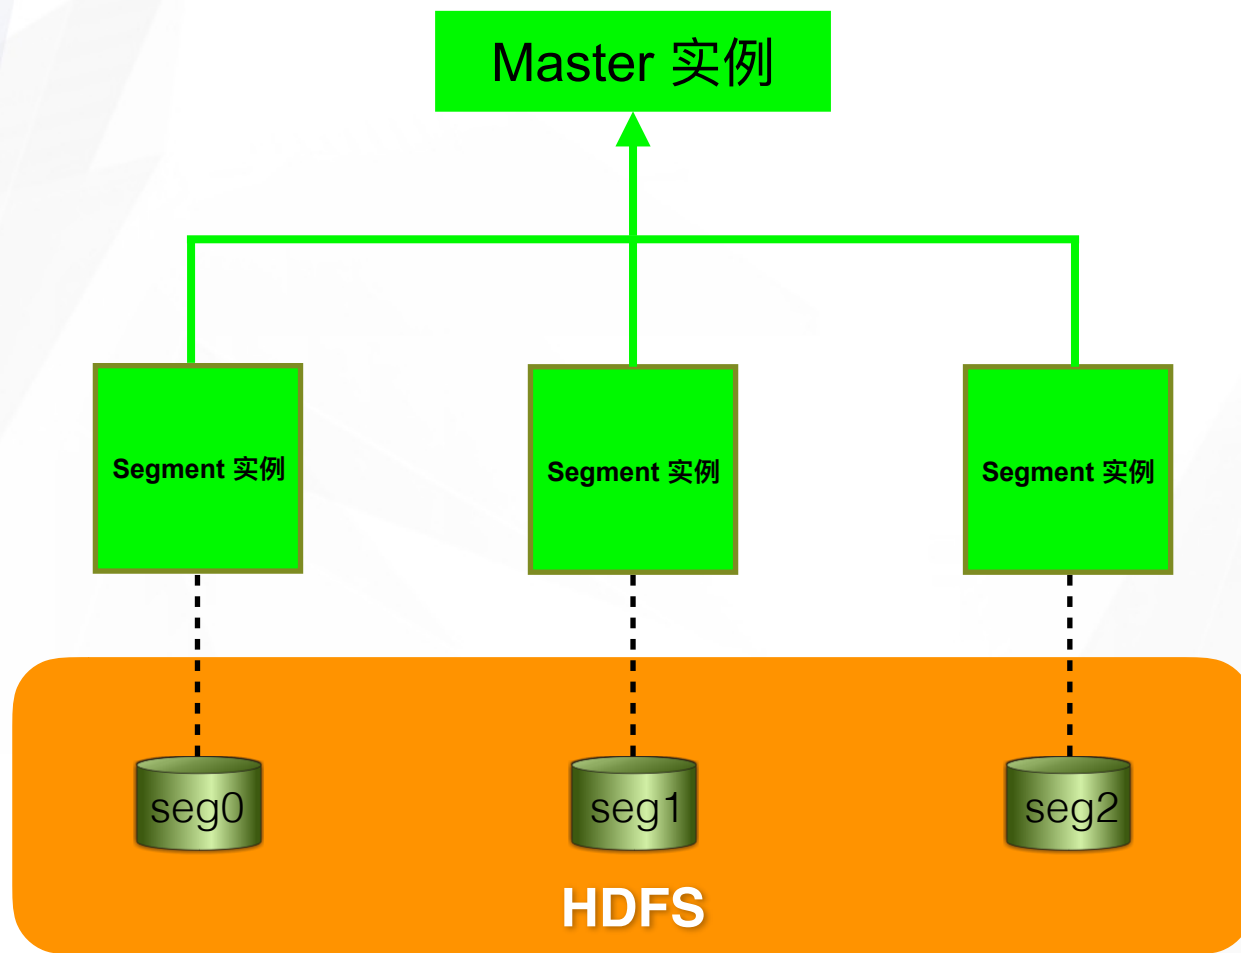 Master 实例
Segment 实例
Segment 实例
Segment 实例
seg0
seg1
seg2
HDFS